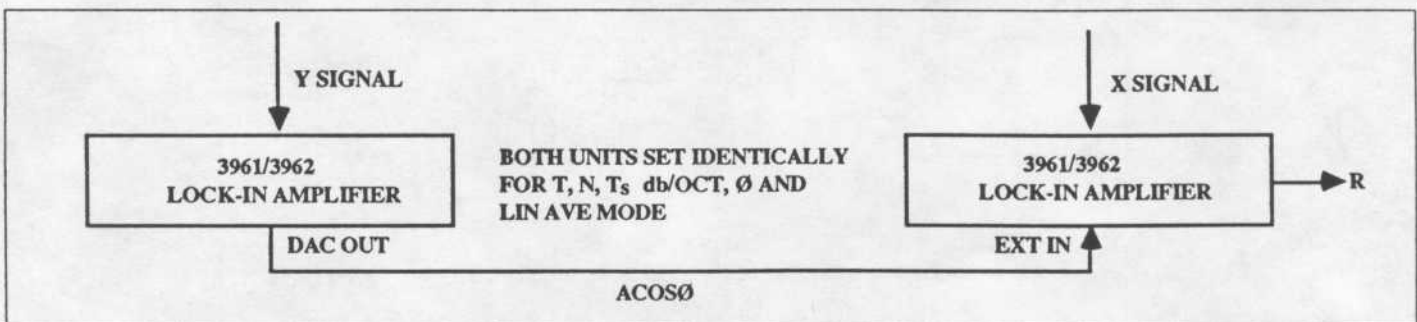 Y SIGNAL
X SIGNAL
3961/3962
LOCK-IN AMPLIFIER
BOTH UNITS SET IDENTICALLY
FOR T, N, Ts db/OCT, Ø AND
LIN AVE MODE
3961/3962
LOCK-IN AMPLIFIER
R
DAC OUT
EXT IN
ACOSØ